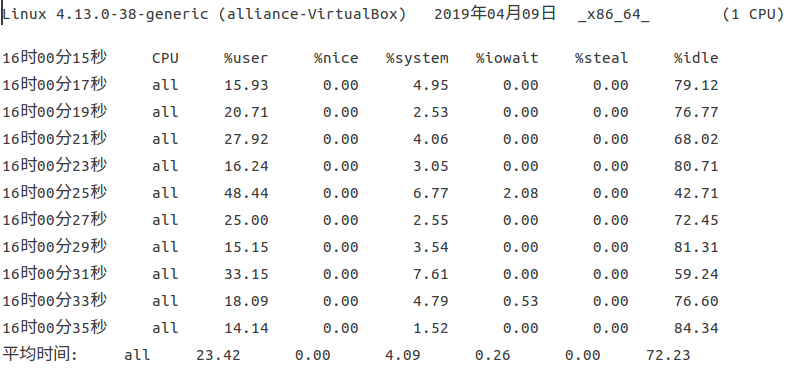 Linux 4.13.0-38-generic (alliance-VirtualBox) 2019年04月09日 _x86_64_ (1 CPU)
16时00分15秒 CPU %user %nice %system %iowait %steal %idle
16时00分17秒 all 15.93 0.00 4.95 0.00 0.00 79.12
16时00分19秒 all 20.71 0.00 2.53 0.00 0.00 76.77
16时00分21秒 all 27.92 0.00 4.06 0.00 0.00 68.02
16时00分23秒 all 16.24 0.00 3.05 0.00 0.00 80.71
16时00分25秒 all 48.44 0.00 6.77 2.08 0.00 42.71
16时00分27秒 all 25.00 0.00 2.55 0.00 0.00 72.45
16时00分29秒 all 15.15 0.00 3.54 0.00 0.00 81.31
16时00分31秒 all 33.15 0.00 7.61 0.00 0.00 59.24
16时00分33秒 all 18.09 0.00 4.79 0.53 0.00 76.60
16时00分35秒 all 14.14 0.00 1.52 0.00 0.00 84.34
平均时间: all 23.42 0.00 4.09 0.26 0.00 72.23